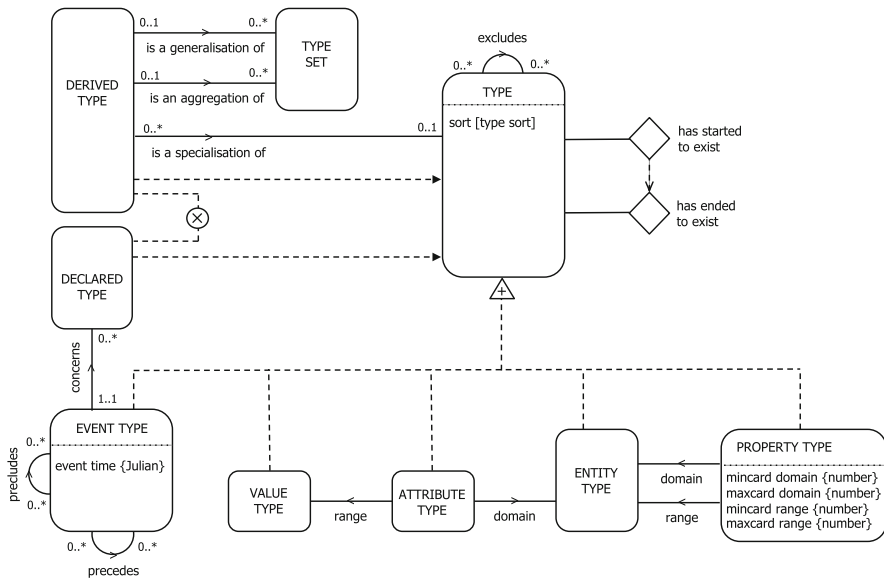 0..1
0..*
is a generalisation of
TYPE
SET
DERIVED
TYPE
0..1
0..*
is an aggregation of
0..*
0..1
is a specialisation of
excludes
0..*
0..*
TYPE
sort [type sort]
has started
to exist
has ended
to exist
DECLARED
TYPE
0..*
concerns
1..1
EVENT TYPE
event time {Julian}
0..*
precludes
0..*
0..*
0..*
precedes
VALUE
TYPE
range
ATTRIBUTE
TYPE
domain
ENTITY
TYPE
domain
range
PROPERTY TYPE
mincard domain {number}
maxcard domain {number}
mincard range {number}
maxcard range {number}